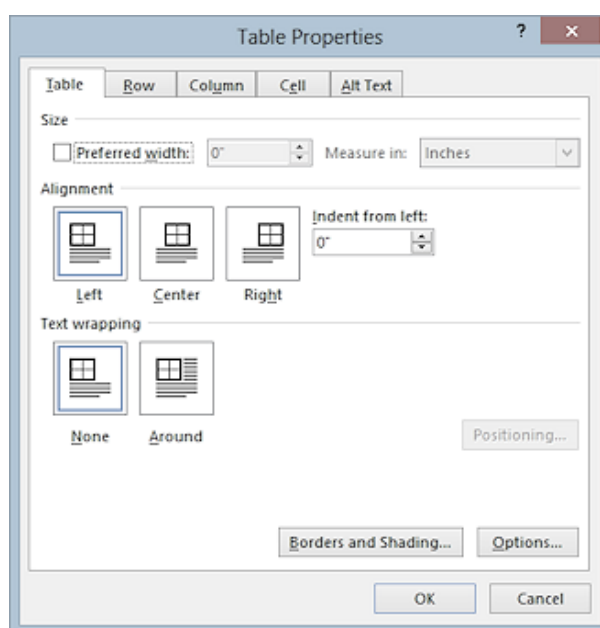 Table Properties ?
Table Row Column Cell Alt Text
Size
Preferred width: 0" Measure in: Inches
Alignment
Indent from left:
0"
Left Center Right
Text wrapping
None Around
Positioning...
Borders and Shading... Options...
OK Cancel